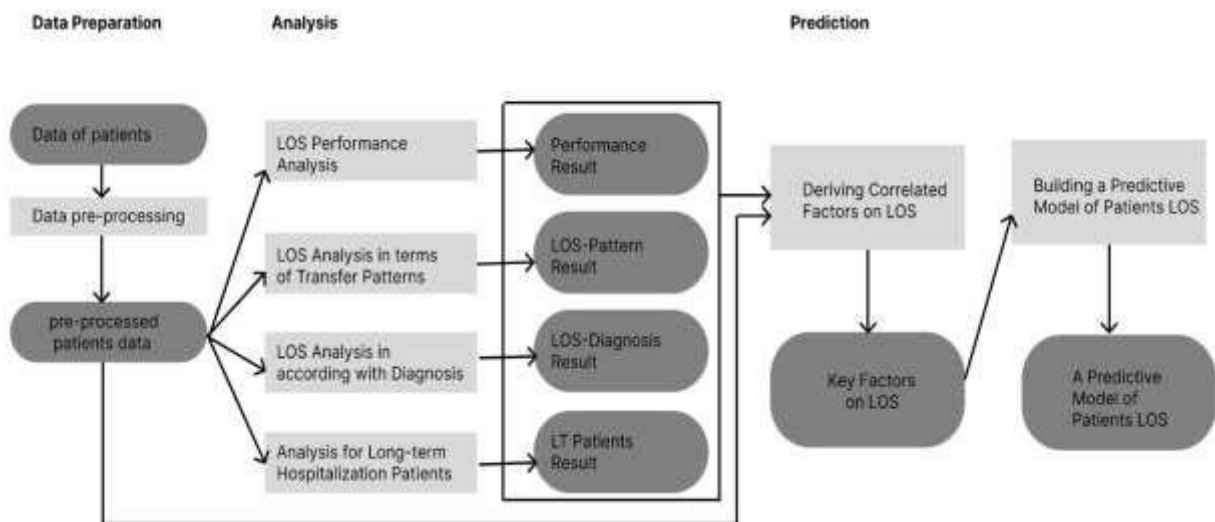 Data Preparation
Analysis
Prediction
Data of patients
Data pre-processing
pre-processed
patients data
LOS Performance
Analysis
LOS Analysis in terms
of Transfer Patterns
LOS Analysis in
according with Diagnosis
Analysis for Long-term
Hospitalization Patients
Performance
Result
LOS-Pattern
Result
LOS-Diagnosis
Result
LT Patients
Result
Deriving Correlated
Factors on LOS
Key Factors
on LOS
Building a Predictive
Model of Patients LOS
A Predictive
Model of
Patients LOS